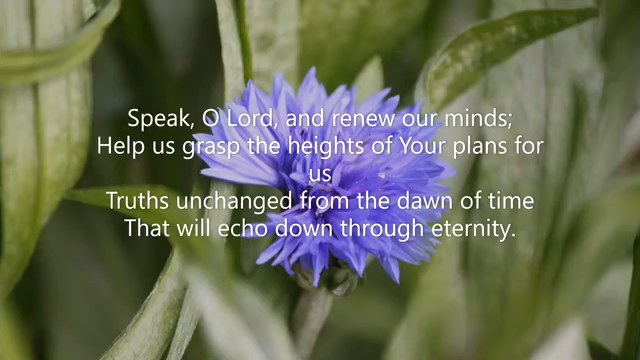 Speak, O Lord, and renew our minds;
Help us grasp the heights of Your plans for
us
Truths unchanged from the dawn of time
That will echo down through eternity.